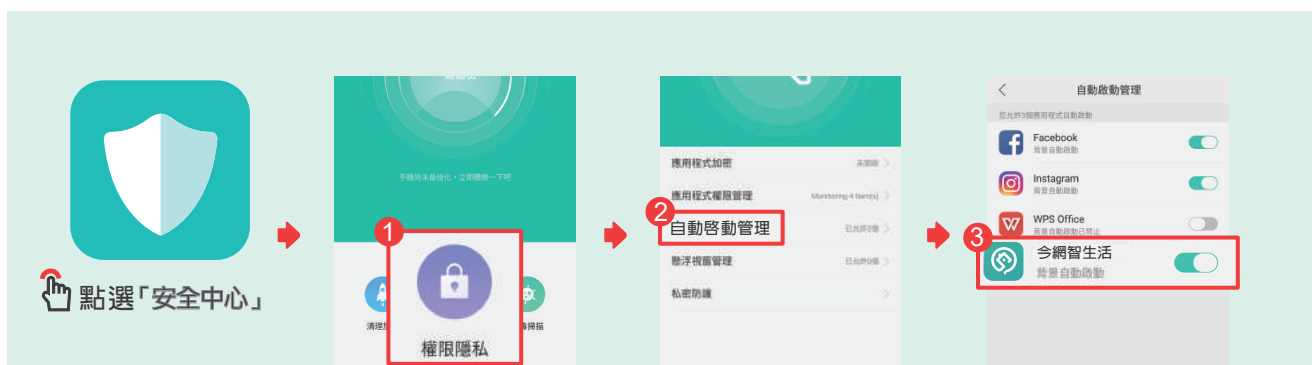 點選「安全中心」
手機尚未最佳化,立即體檢一下吧
1
清理
掃描
權限隱私
應用程式加密
未開啟
應用程式權限管理
Monitoring 4 item(s)
2
自動啓動管理
已允許2個
懸浮視窗管理
已允許0個
私密防護
自動啟動管理
您允許3個應用程式自動啟動
Facebook
背景自動啟動
Instagram
背景自動啟動
W
WPS Office
背景自動啟動已禁止
3
今網智生活
背景自動啟動